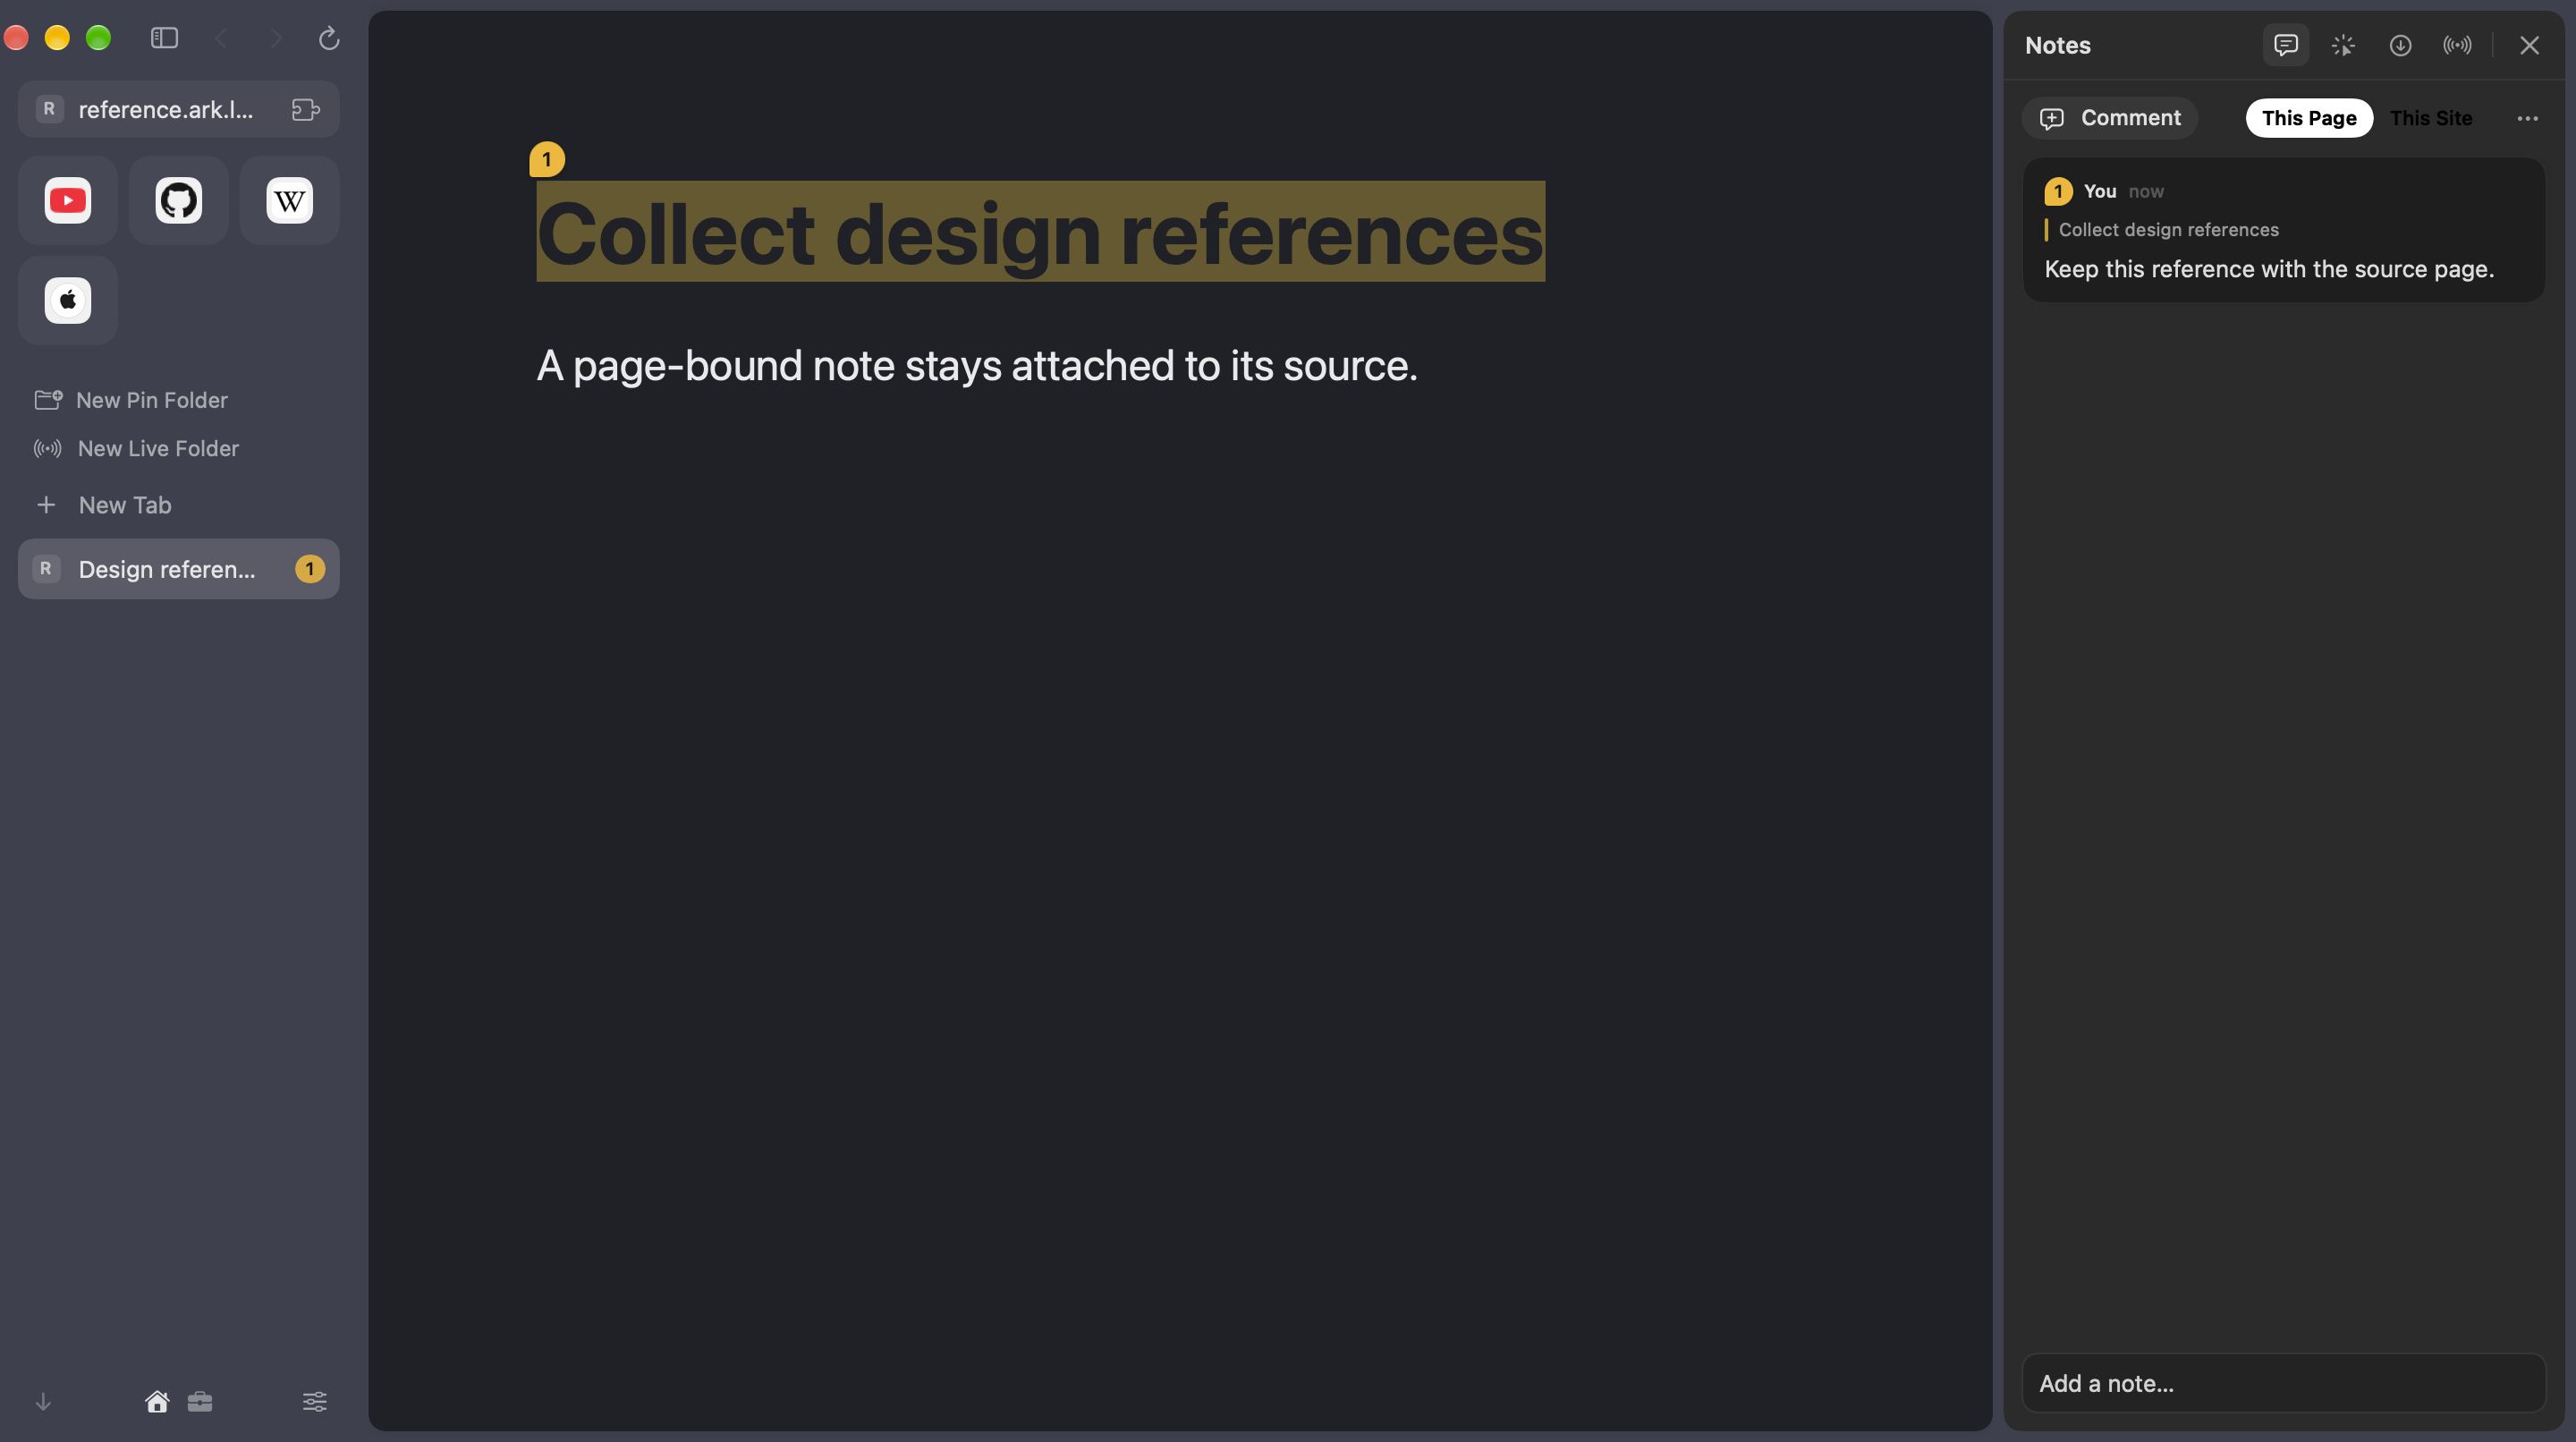 R reference.ark.l...
W
New Pin Folder
New Live Folder
New Tab
R Design referen... 1
1
Collect design references
A page-bound note stays attached to its source.
Notes
Comment This Page This Site
1 You now
Collect design references
Keep this reference with the source page.
Add a note...